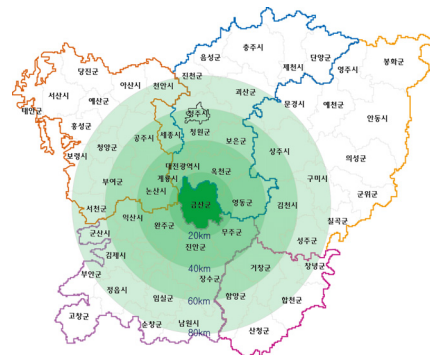 충주시
음성군
단양군
제천시
영주시
봉화군
당진군
아산시
천안시
진천군
괴산군
서산시
예산군
문경시
예천군
태안군
청주시
안동시
홍성군
세종시
청원군
공주시
보은군
청양군
상주시
보령시
의성군
대전광역시
옥천군
계룡시
구미시
부여군
논산시
군위군
금산군
영동군
김천시
서천군
익산시
칠곡군
완주군
군산시
무주군
20km
성주군
진안군
김제시
40km
거창군
창녕군
부안군
장수군
정읍시
임실군
60km
함양군
합천군
고창군
순창군
남원시
80km
산청군